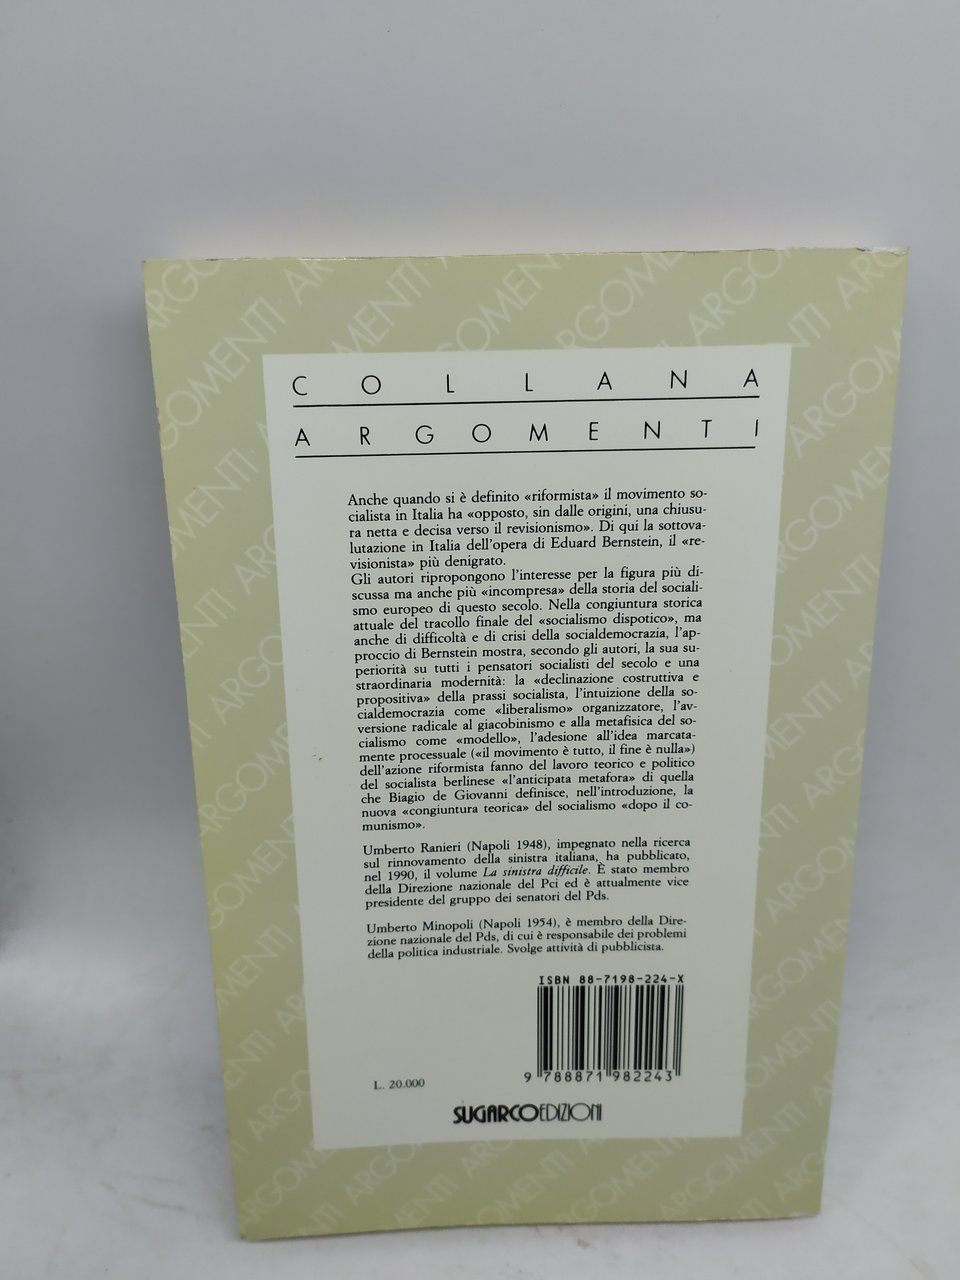 COLLANA
ARGOMENTI
Anche quando si è definito «riformista» il movimento so-
cialista in Italia ha «opposto, sin dalle origini, una chiusu-
ra netta e decisa verso il revisionismo». Di qui la sottova-
lutazione in Italia dell'opera di Eduard Bernstein, il «re-
visionista» più denigrato.
Gli autori ripropongono l'interesse per la figura più di-
scussa ma anche più «incompresa» della storia del sociali-
smo europeo di questo secolo. Nella congiuntura storica
attuale del tracollo finale del «socialismo dispotico», ma
anche di difficoltà e di crisi della socialdemocrazia, l'ap-
proccio di Bernstein mostra, secondo gli autori, la sua su-
periorità su tutti i pensatori socialisti del secolo e una
straordinaria modernità: la «declinazione costruttiva e
propositiva» della prassi socialista, l'intuizione della so-
cialdemocrazia come «liberalismo» organizzatore, l'av-
versione radicale al giacobinismo e alla metafisica del so-
cialismo come «modello», l'adesione all'idea marcata-
mente processuale («il movimento è tutto, il fine è nulla»)
dell'azione riformista fanno del lavoro teorico e politico
del socialista berlinese «l'anticipata metafora» di quella
che Biagio de Giovanni definisce, nell'introduzione, la
nuova «congiuntura teorica» del socialismo «dopo il co-
munismo».
Umberto Ranieri (Napoli 1948), impegnato nella ricerca
sul rinnovamento della sinistra italiana, ha pubblicato,
nel 1990, il volume La sinistra difficile. È stato membro
della Direzione nazionale del Pci ed è attualmente vice
presidente del gruppo dei senatori del Pds.
Umberto Minopoli (Napoli 1954), è membro della Dire-
zione nazionale del Pds, di cui è responsabile dei problemi
della politica industriale. Svolge attività di pubblicista.
ISBN 88-7198-224-X
9 788871 982243
L. 20.000
SUGARCOEDIZIONI